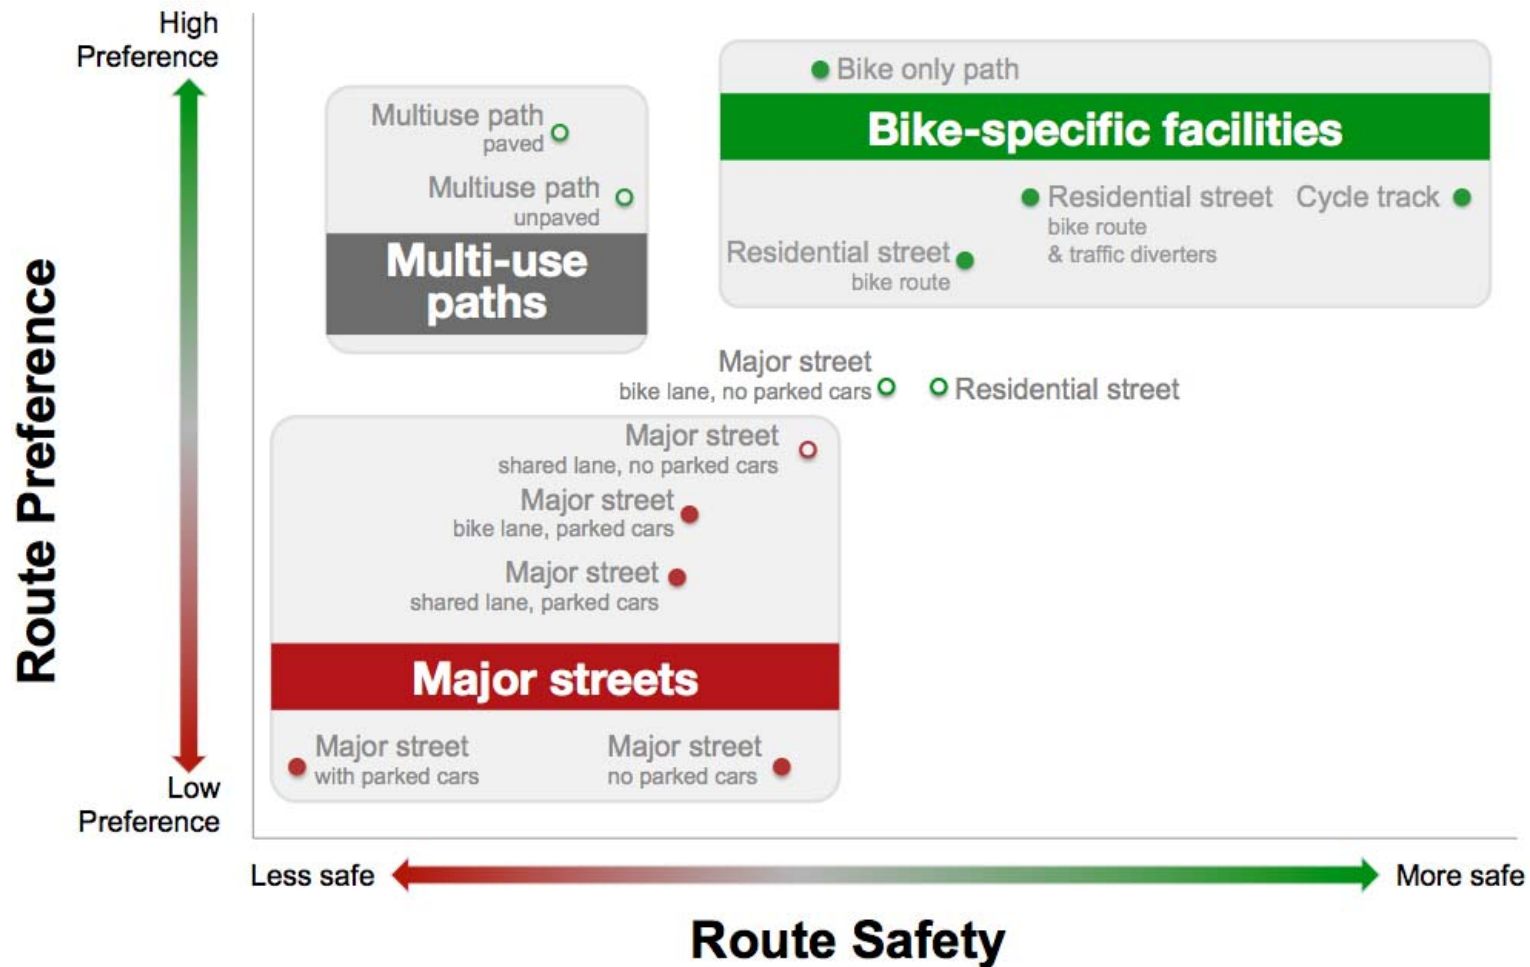 High
Preference
Bike only path
Multiuse path
paved
Bike-specific facilities
Multiuse path
unpaved
Residential street
bike route
& traffic diverters
Cycle track
Multi-use
paths
Residential street
bike route
Route Preference
Major street
bike lane, no parked cars
Residential street
Major street
shared lane, no parked cars
Major street
bike lane, parked cars
Major street
shared lane, parked cars
Major streets
Major street
with parked cars
Major street
no parked cars
Low
Preference
Less safe
More safe
Route Safety